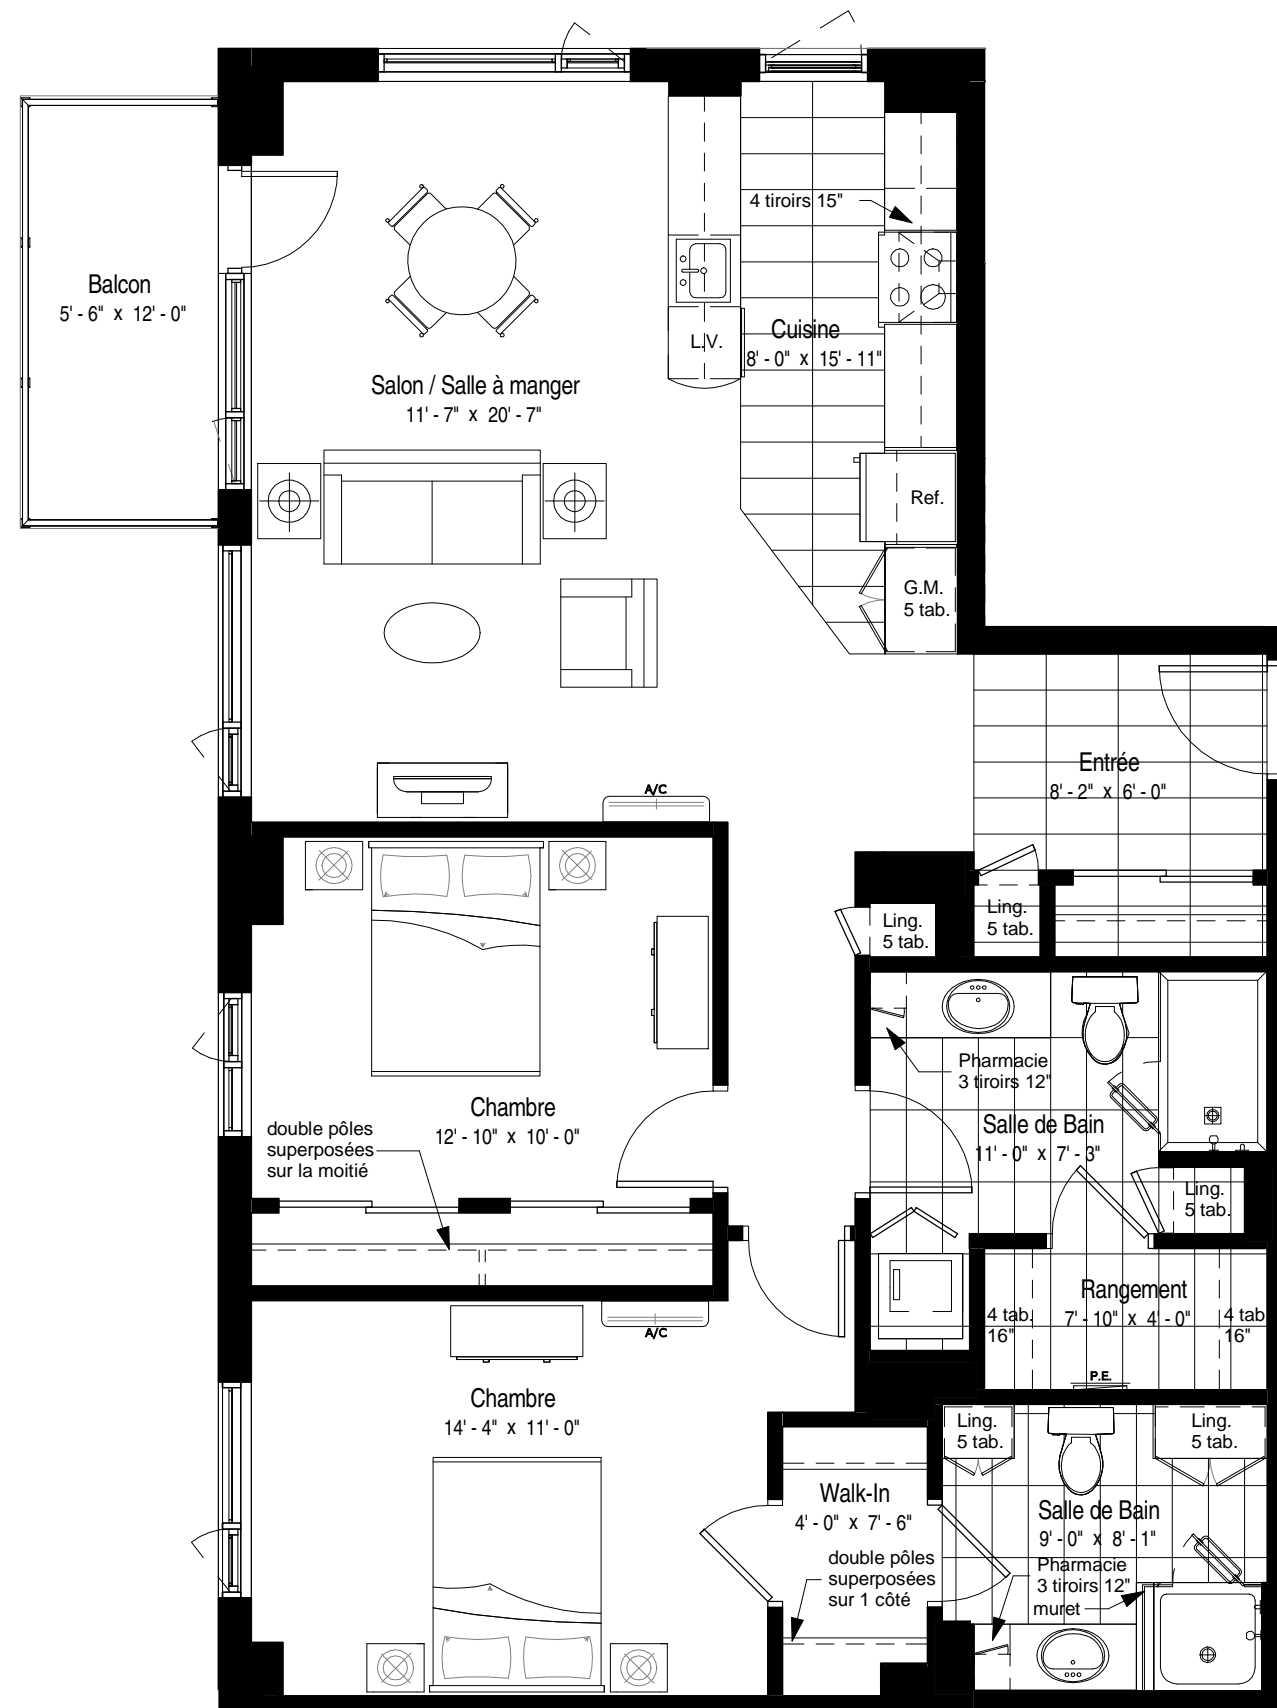 4 tiroirs 15"
Balcon
5' - 6" x 12' - 0"
Cuisine
8' - 0" x 15' - 11"
L.V.
Salon / Salle à manger
11' - 7" x 20' - 7"
Ref.
G.M.
5 tab.
Entrée
8' - 2" x 6' - 0"
A/C
Ling.
5 tab.
Ling.
5 tab.
Pharmacie
3 tiroirs 12"
Chambre
12' - 10" x 10' - 0"
double pôles
superposées
sur la moitié
Salle de Bain
11' - 0" x 7' - 3"
Ling.
5 tab.
Rangement
7' - 10" x 4' - 0"
4 tab.
16"
4 tab
16"
A/C
P.E.
Chambre
14' - 4" x 11' - 0"
Ling.
5 tab.
Ling.
5 tab.
Walk-In
4' - 0" x 7' - 6"
Salle de Bain
9' - 0" x 8' - 1"
double pôles
superposées
sur 1 côté
Pharmacie
3 tiroirs 12"
muret